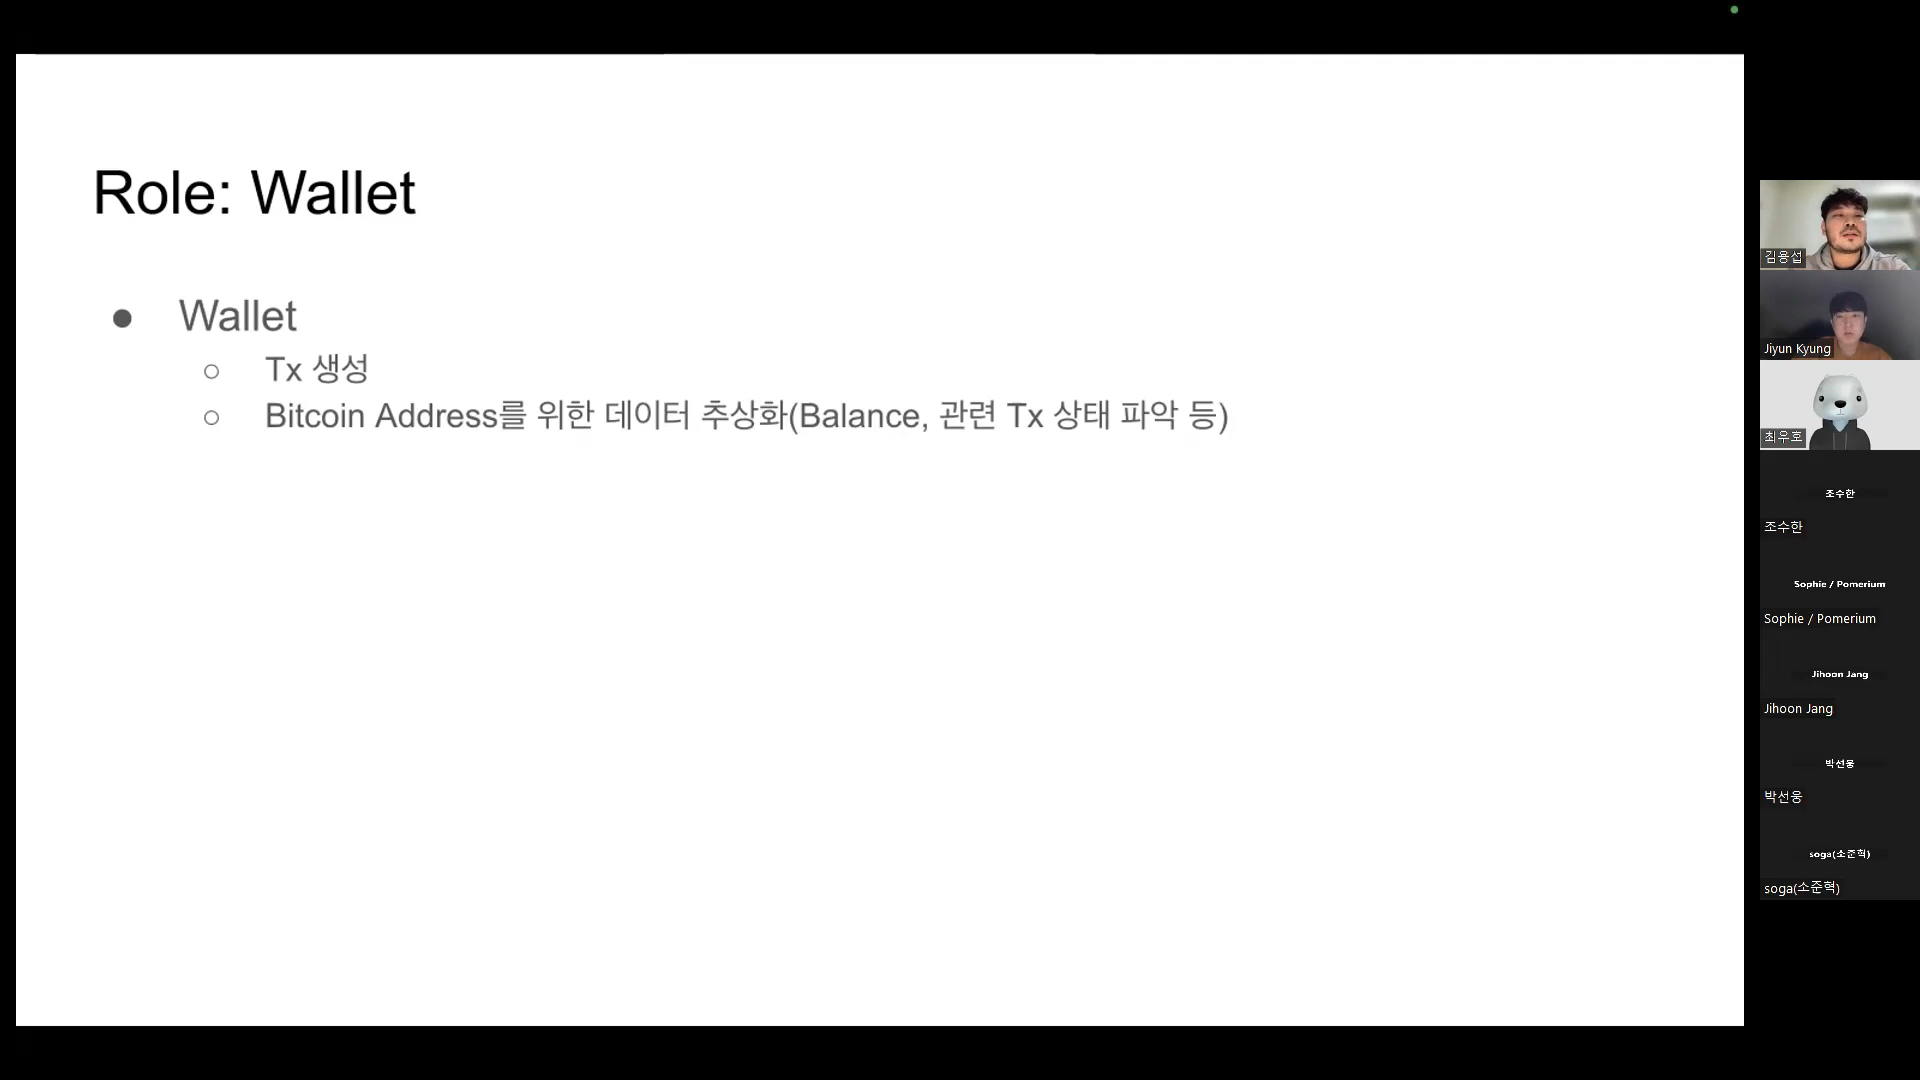 Role: Wallet
Wallet
Tx 생성
Bitcoin Address를 위한 데이터 추상화(Balance, 관련 Tx 상태 파악 등)
김용섭
Jiyun Kyung
최우호
조수한
조수한
Sophie / Pomerium
Sophie / Pomerium
Jihoon Jang
Jihoon Jang
박선웅
박선웅
soga(소준혁)
soga(소준혁)